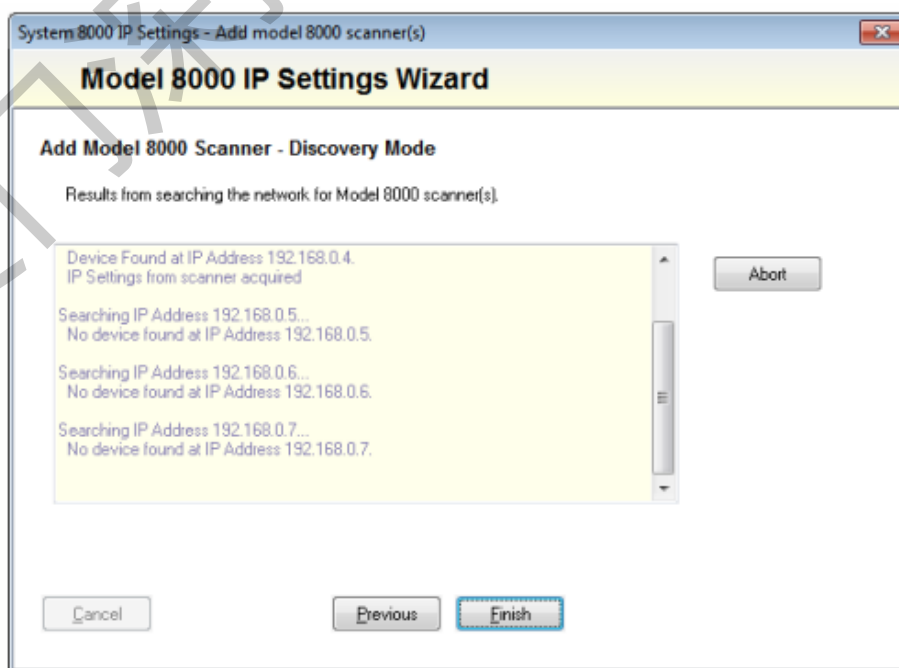 System 8000 IP Settings - Add model 8000 scanner(s)
Model 8000 IP Settings Wizard
Add Model 8000 Scanner - Discovery Mode
Results from searching the network for Model 8000 scanner(s).
Device Found at IP Address 192.168.0.4.
IP Settings from scanner acquired
Abort
Searching IP Address 192.168.0.5...
No device found at IP Address 192.168.0.5.
Searching IP Address 192.168.0.6...
No device found at IP Address 192.168.0.6.
Searching IP Address 192.168.0.7...
No device found at IP Address 192.168.0.7.
Cancel
Previous
Finish